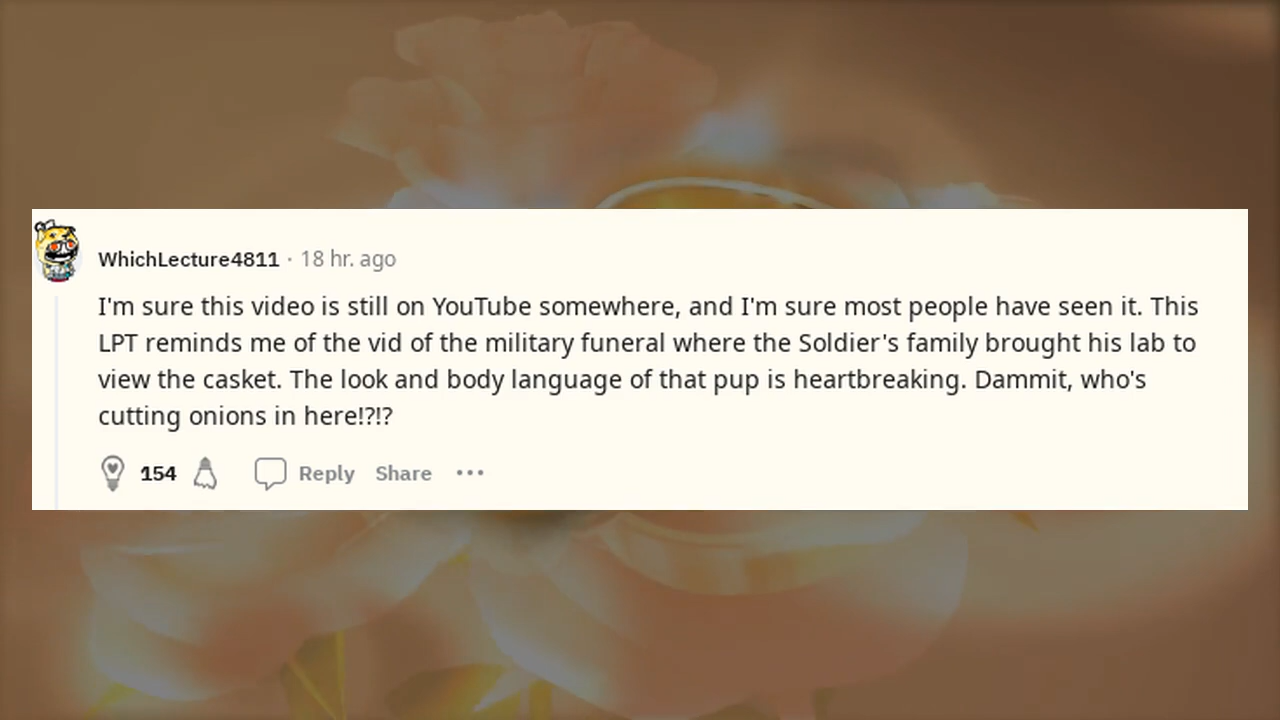 WhichLecture4811 · 18 hr. ago
I'm sure this video is still on YouTube somewhere, and I'm sure most people have seen it. This
LPT reminds me of the vid of the military funeral where the Soldier's family brought his lab to
view the casket. The look and body language of that pup is heartbreaking. Dammit, who's
cutting onions in here!?!?
154 Reply Share ···